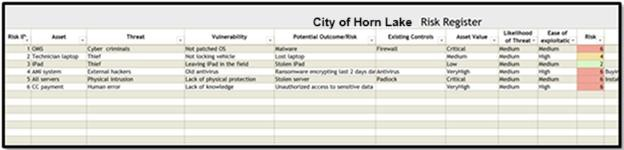 City of Horn Lake Risk Register
Likelihood Ease of
Risk Asset Threat Vulnerability Potential Outcome/Risk Existing Controls Asset Value of Threat exploitatic Risk
1 OMS Cyber criminals Not patched OS Malware Firewall Critical Medium Medium 6
2 Technician laptop Thief Not locking vehicle Lost laptop Medium Medium High 4
3 iPad Thief Leaving iPad in the field Stolen iPad Low Medium Medium 2
4 AMI system External hackers Old antivirus Ransomware encrypting last 2 days da Antivirus VeryHigh Medium High 6
5 All servers Physical intrusion Lack of physical protection Stolen server Padlock Critical Medium Medium 6
6 CC payment Human error Lack of knowledge Unauthorized access to sensitive data VeryHigh Medium High 6